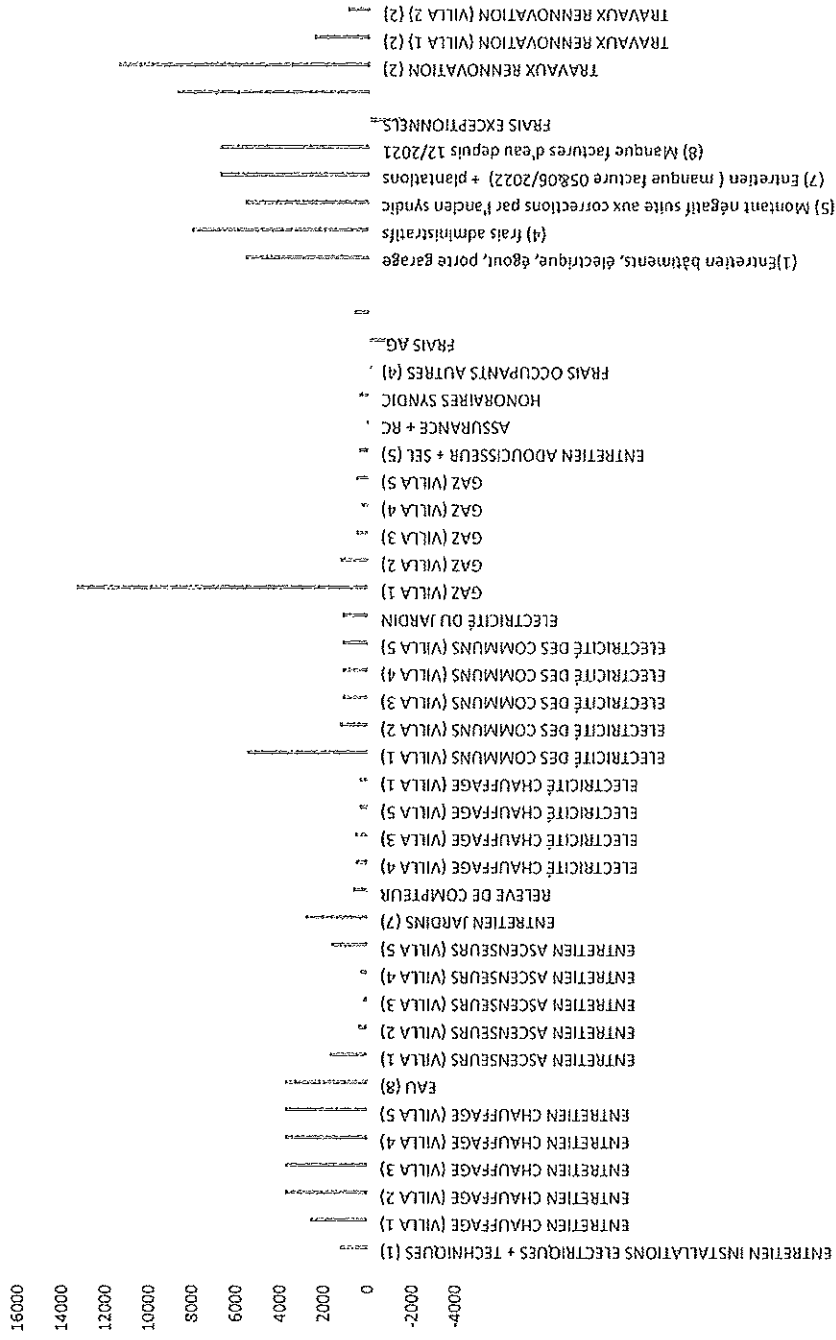 16000
14000
12000
10000
8000
6000
4000
2000
0
-2000
-4000
ENTRETIEN INSTALLATIONS ELECTRIQUES + TECHNIQUES (1)
ENTRETIEN CHAUFFAGE (VILLA 1)
ENTRETIEN CHAUFFAGE (VILLA 2)
ENTRETIEN CHAUFFAGE (VILLA 3)
ENTRETIEN CHAUFFAGE (VILLA 4)
ENTRETIEN CHAUFFAGE (VILLA 5)
EAU (8)
ENTRETIEN ASCENSEURS (VILLA 1)
ENTRETIEN ASCENSEURS (VILLA 2)
ENTRETIEN ASCENSEURS (VILLA 3)
ENTRETIEN ASCENSEURS (VILLA 4)
ENTRETIEN ASCENSEURS (VILLA 5)
ENTRETIEN JARDINS (7)
RELEVE DE COMPTEUR
ELECTRICITÉ CHAUFFAGE (VILLA 4)
ELECTRICITÉ CHAUFFAGE (VILLA 3)
ELECTRICITÉ CHAUFFAGE (VILLA 5)
ELECTRICITÉ CHAUFFAGE (VILLA 1)
ELECTRICITÉ DES COMMUNS (VILLA 1)
ELECTRICITÉ DES COMMUNS (VILLA 2)
ELECTRICITÉ DES COMMUNS (VILLA 3)
ELECTRICITÉ DES COMMUNS (VILLA 4)
ELECTRICITÉ DES COMMUNS (VILLA 5)
ELECTRICITÉ DU JARDIN
GAZ (VILLA 1)
GAZ (VILLA 2)
GAZ (VILLA 3)
GAZ (VILLA 4)
GAZ (VILLA 5)
ENTRETIEN ADOUCISSEUR + SEL (5)
ASSURANCE + RC
HONORAIRES SYNDIC
FRAIS OCCUPANTS AUTRES (4)
FRAIS AG
(1)Entretien bâtiments, électrique, égout, porte garage
(4) frais administratifs
(5) Montant négatif suite aux corrections par l'ancien syndic
(7) Entretien ( manque facture 05&06/2022) + plantations
(8) Manque factures d'eau depuis 12/2021
FRAIS EXCEPTIONNELS
TRAVAUX RENNOVATION (2)
TRAVAUX RENNOVATION (VILLA 1) (2)
TRAVAUX RENNOVATION (VILLA 2) (2)